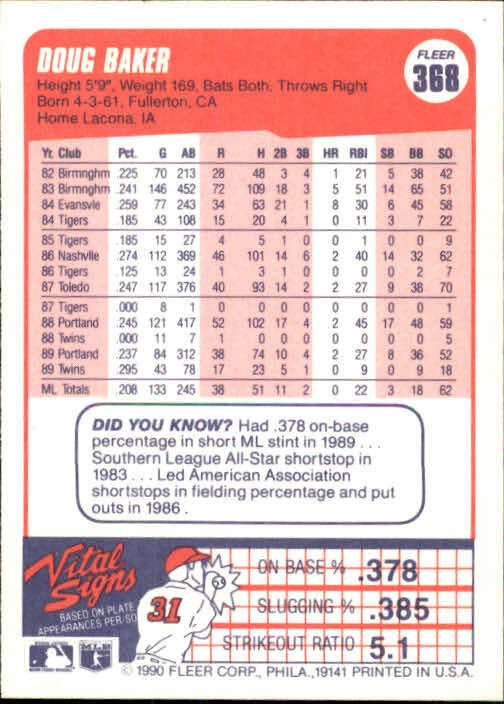 DOUG BAKER
FLEER
368
Height 5'9", Weight 169, Bats Both, Throws Right
Born 4-3-61, Fullerton, CA
Home Lacona, IA
Yr. Club Pct. G AB R H 2B 3B HR RBI SB BB SO
82 Birmnghm .225 70 213 28 48 3 4 1 21 5 38 42
83 Birmnghm .241 146 452 72 109 18 3 5 51 14 65 51
84 Evansvle .259 77 243 34 63 21 1 8 30 6 45 58
84 Tigers .185 43 108 15 20 4 1 0 11 3 7 22
85 Tigers .185 15 27 4 5 1 0 0 1 0 0 9
86 Nashvlle .274 112 369 46 101 14 6 2 40 14 32 62
86 Tigers .125 13 24 1 3 1 0 0 0 0 2 7
87 Toledo .247 117 376 40 93 14 2 2 27 9 38 70
87 Tigers .000 8 1 0 0 0 0 0 0 0 0 1
88 Portland .245 121 417 52 102 17 4 2 45 17 48 59
88 Twins .000 11 7 1 0 0 0 0 0 0 0 5
89 Portland .237 84 312 38 74 10 4 2 27 8 36 52
89 Twins .295 43 78 17 23 5 1 0 9 0 9 18
ML Totals .208 133 245 38 51 11 2 0 22 3 18 62
DID YOU KNOW? Had .378 on-base
percentage in short ML stint in 1989 . . .
Southern League All-Star shortstop in
1983 . . . Led American Association
shortstops in fielding percentage and put
outs in 1986 .
Vital
Signs
BASED ON PLATE
APPEARANCES PER/SO
31
ON BASE % .378
SLUGGING % .385
STRIKEOUT RATIO 5.1
MLB
© 1990 FLEER CORP., PHILA., 19141 PRINTED IN U.S.A.